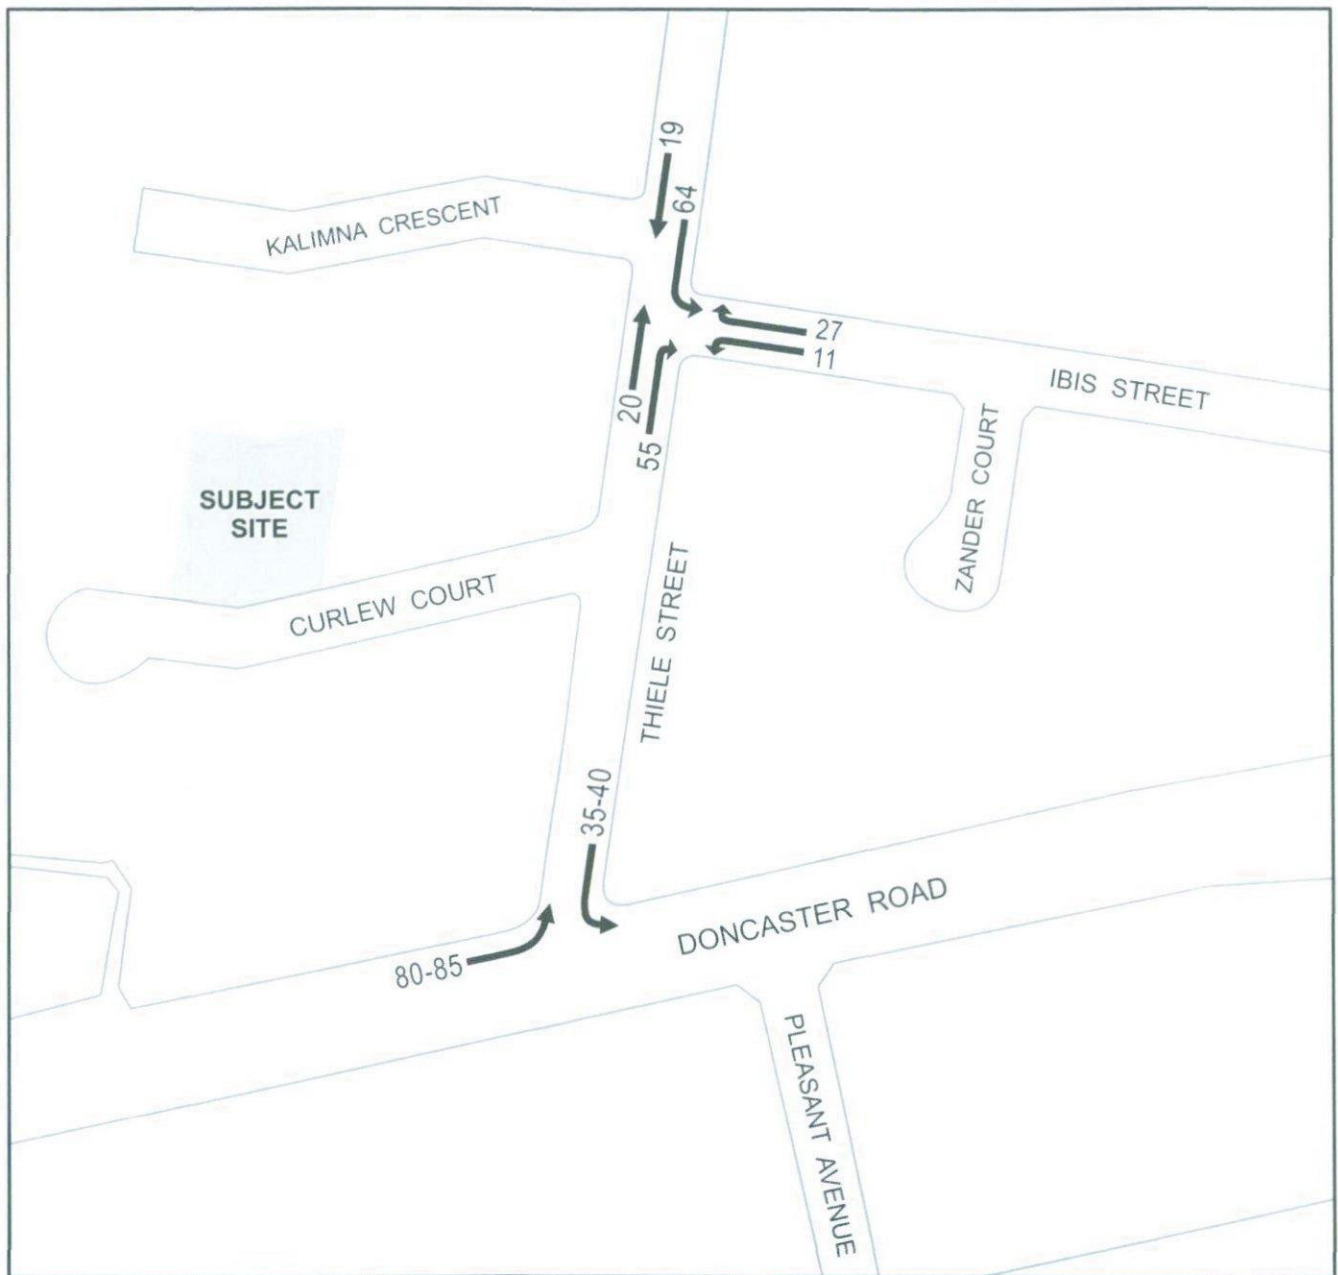 19
64
KALIMNA CRESCENT
27
11
IBIS STREET
20
55
ZANDER COURT
SUBJECT
SITE
CURLEW COURT
THIELE STREET
35-40
DONCASTER ROAD
80-85
PLEASANT AVENUE